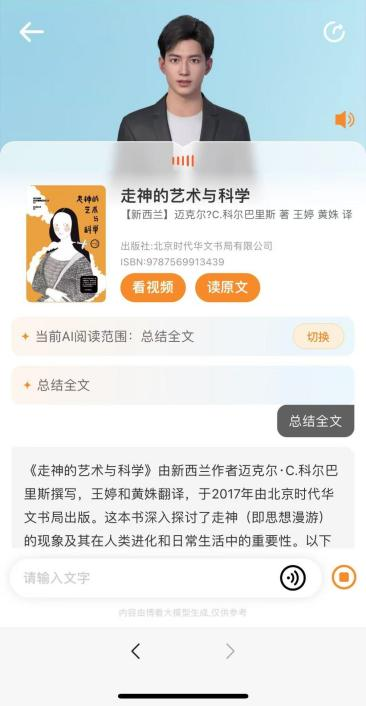 走神的艺术与科学
【新西兰】迈克尔?C.科尔巴里斯 著 王婷 黄姝 译
走神的
艺术
与
科学
出版社:北京时代华文书局有限公司
ISBN:9787569913439
看视频
读原文
当前AI阅读范围：总结全文
切换
总结全文
总结全文
《走神的艺术与科学》由新西兰作者迈克尔·C.科尔巴
里斯撰写，王婷和黄姝翻译，于2017年由北京时代华
文书局出版。这本书深入探讨了走神（即思想漫游）
的现象及其在人类进化和日常生活中的重要性。以下
请输入文字
内容由博看大模型生成,仅供参考